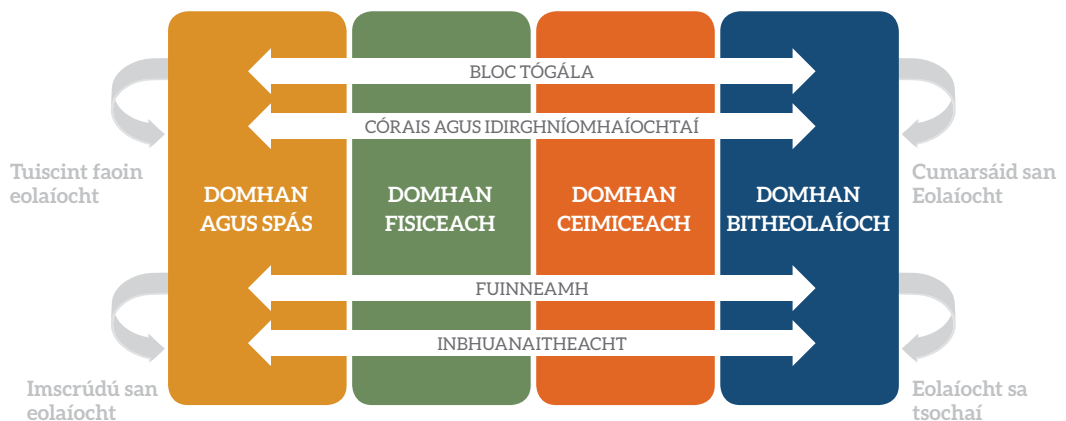 BLOC TÓGÁLA
CÓRAIS AGUS IDIRGHNÍOMHAÍOCHTAÍ
Tuiscint faoin
eolaíocht
DOMHAN
AGUS SPÁS
DOMHAN
FISICEACH
DOMHAN
CEIMICEACH
DOMHAN
BITHEOLAÍOCH
Cumarsáid san
Eolaíocht
FUINNEAMH
INBHUANAITHEACHT
Imscrúdú san
eolaíocht
Eolaíocht sa
tsochaí